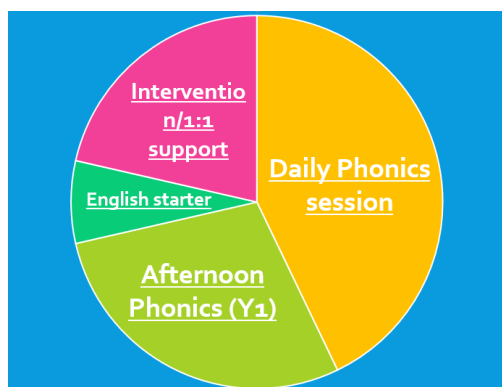 Interventio
n/1:1
support
Daily Phonics
session
English starter
Afternoon
Phonics (Y1)